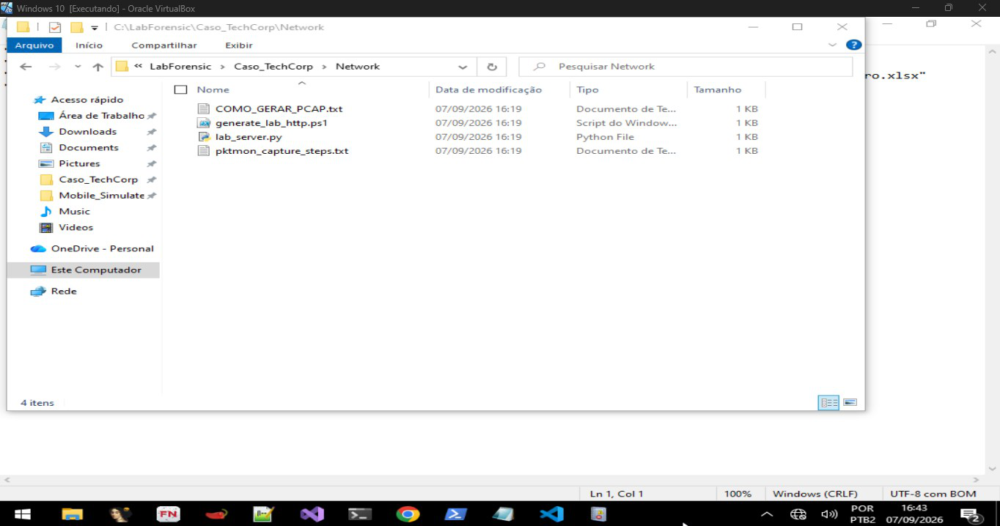 Windows 10 [Executando] - Oracle VirtualBox
C:\LabForensic\Caso_TechCorp\Network
Arquivo Início Compartilhar Exibir ?
« LabForensic › Caso_TechCorp › Network Pesquisar Network
ro.xlsx"
Nome Data de modificação Tipo Tamanho
COMO_GERAR_PCAP.txt 07/09/2026 16:19 Documento de Te... 1 KB
generate_lab_http.ps1 07/09/2026 16:19 Script do Window... 1 KB
lab_server.py 07/09/2026 16:19 Python File 1 KB
pktmon_capture_steps.txt 07/09/2026 16:19 Documento de Te... 1 KB
Acesso rápido
Área de Trabalho
Downloads
Documents
Pictures
Caso_TechCorp
Mobile_Simulate
Music
Videos
OneDrive - Personal
Este Computador
Rede
4 itens
Ln 1, Col 1 100% Windows (CRLF) UTF-8 com BOM
FN
POR
PTB2
16:43
07/09/2026
2